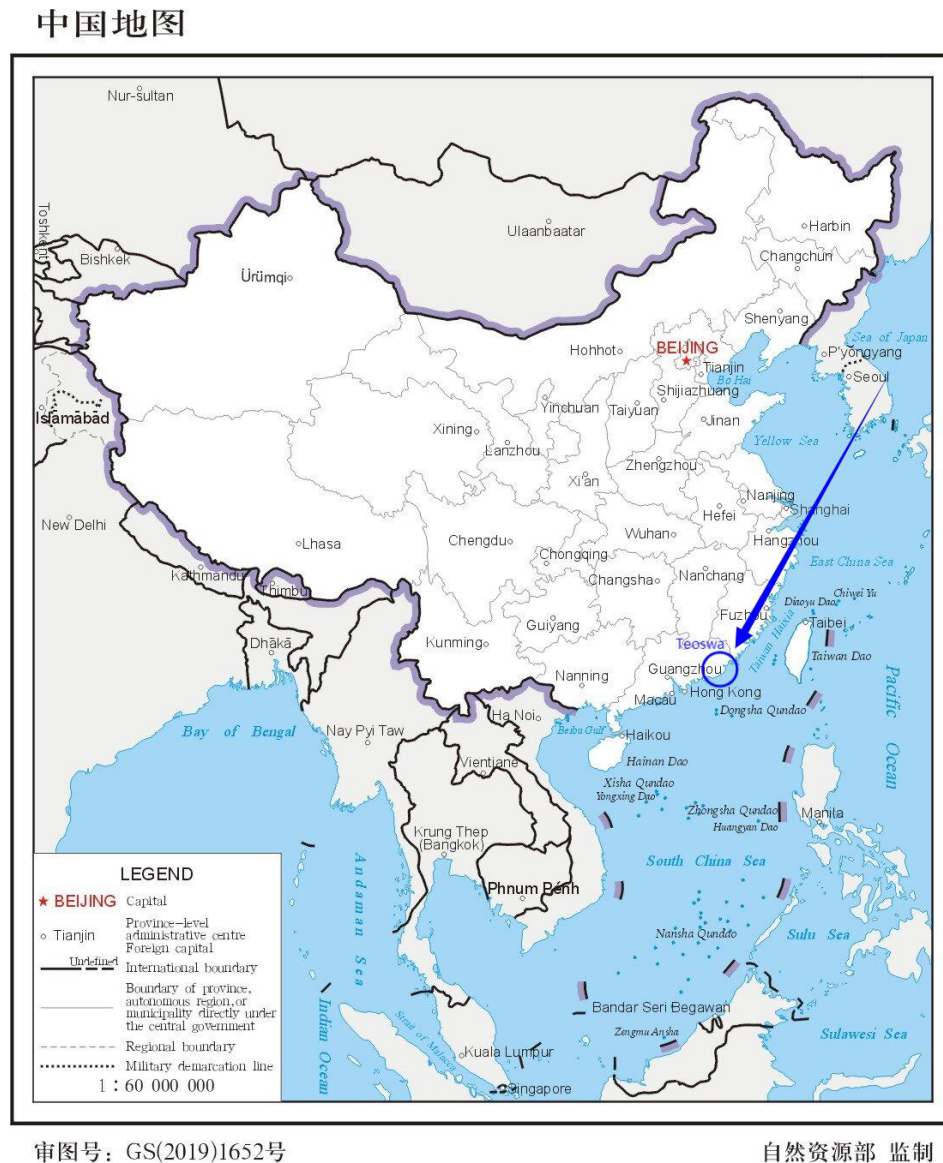 中国地图
Nur-sultan
Toshkent
Bishkek
Ürümqi
Ulaanbaatar
Harbin
Changchun
Shenyang
Hohhot
BEIJING
Tianjin
Bo Hai
Sea of Japan
P'yongyang
Seoul
Islamābād
Yinchuan
Taiyuan
Shijiazhuang
Jinan
Xining
Lanzhou
Yellow Sea
Zhengzhou
Xi'an
New Delhi
Nanjing
Hefei
Shanghai
Lhasa
Chengdu
Wuhan
Hangzhou
Chongqing
East China Sea
Kathmandu
Thimbu
Changsha
Nanchang
Diaoyu Dao
Chiwei Yu
Fuzhou
Guiyang
Taibei
Dhākā
Kunming
Teoswa
Taiwan Haixia
Taiwan Dao
Nanning
Guangzhou
Macau
Hong Kong
Dongsha Qundao
Pacific Ocean
Bay of Bengal
Nay Pyi Taw
Ha Noi
Beibu Gulf
Haikou
Vientiane
Hainan Dao
Xisha Qundao
Yongxing Dao
Zhongsha Qundao
Huangyan Dao
Manila
Krung Thep
(Bangkok)
South China Sea
Andaman Sea
Phnum Pénh
Nansha Qundao
Sulu Sea
Bandar Seri Begawan
Zengmu Ansha
Sulawesi Sea
Indian Ocean
Strait of Malacca
Kuala Lumpur
Singapore
LEGEND
BEIJING Capital
Tianjin Province-level
administrative centre
Foreign capital
Undefined International boundary
Boundary of province,
autonomous region,or
municipality directly under
the central government
Regional boundary
Military demarcation line
1:60 000 000
审图号：GS(2019)1652号
自然资源部 监制